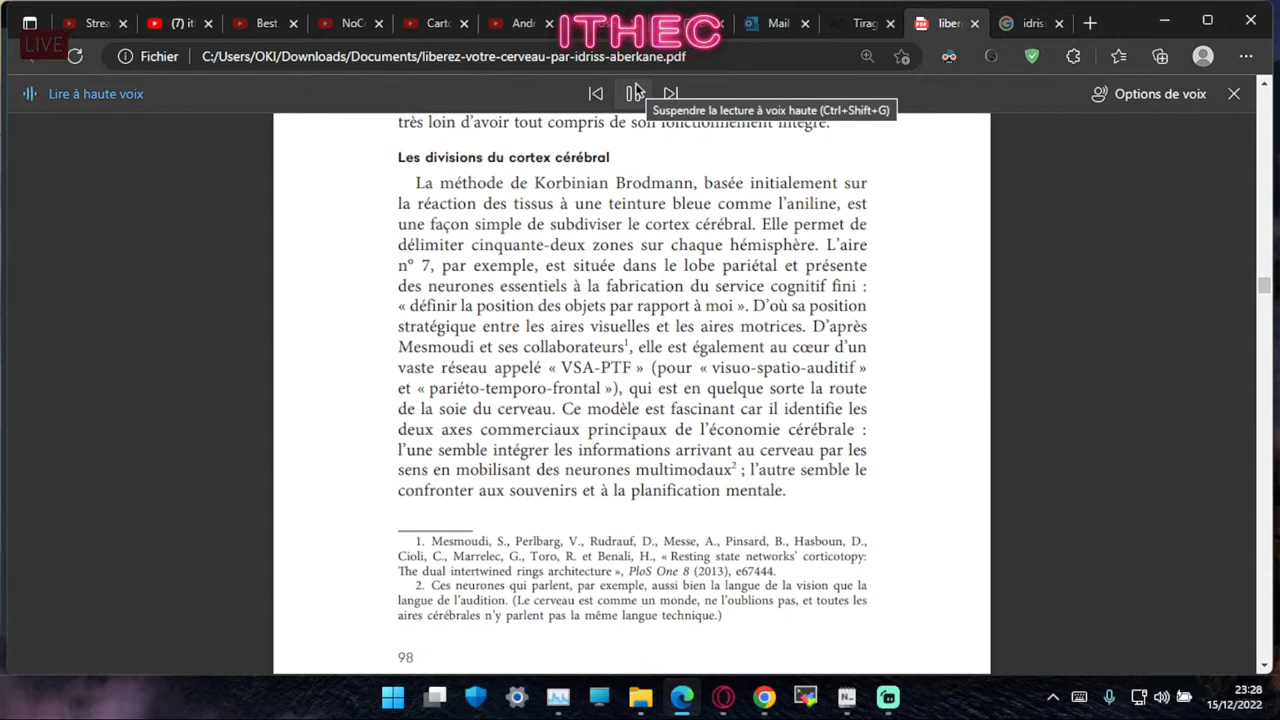 Strea
(7) it
Best
NoCo
Carto
Andr
ITHEC
Mail
Tirag
liber
idris
LIVE
Fichier
C:/Users/OKI/Downloads/Documents/liberez-votre-cerveau-par-idriss-aberkane.pdf
Lire à haute voix
Options de voix
Suspendre la lecture à voix haute (Ctrl+Shift+G)
très loin d'avoir tout compris de son fonctionnement intégré.
Les divisions du cortex cérébral
La méthode de Korbinian Brodmann, basée initialement sur
la réaction des tissus à une teinture bleue comme l'aniline, est
une façon simple de subdiviser le cortex cérébral. Elle permet de
délimiter cinquante-deux zones sur chaque hémisphère. L'aire
n° 7, par exemple, est située dans le lobe pariétal et présente
des neurones essentiels à la fabrication du service cognitif fini :
« définir la position des objets par rapport à moi ». D'où sa position
stratégique entre les aires visuelles et les aires motrices. D'après
Mesmoudi et ses collaborateurs1, elle est également au cœur d'un
vaste réseau appelé « VSA-PTF » (pour « visuo-spatio-auditif »
et « pariéto-temporo-frontal »), qui est en quelque sorte la route
de la soie du cerveau. Ce modèle est fascinant car il identifie les
deux axes commerciaux principaux de l'économie cérébrale :
l'une semble intégrer les informations arrivant au cerveau par les
sens en mobilisant des neurones multimodaux2 ; l'autre semble le
confronter aux souvenirs et à la planification mentale.
1. Mesmoudi, S., Perlbarg, V., Rudrauf, D., Messe, A., Pinsard, B., Hasboun, D.,
Cioli, C., Marrelec, G., Toro, R. et Benali, H., « Resting state networks' corticotopy:
The dual intertwined rings architecture », PloS One 8 (2013), e67444.
2. Ces neurones qui parlent, par exemple, aussi bien la langue de la vision que la
langue de l'audition. (Le cerveau est comme un monde, ne l'oublions pas, et toutes les
aires cérébrales n'y parlent pas la même langue technique.)
98
23:28
15/12/2022